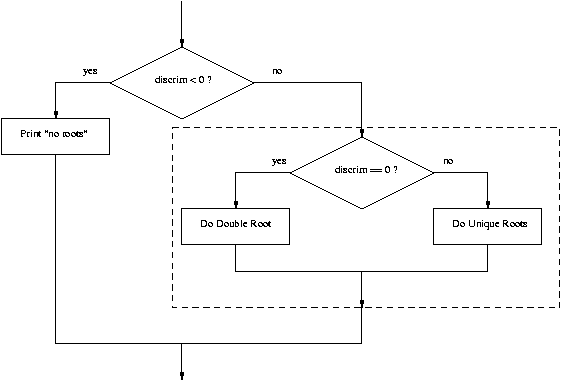 yes
discrim < 0 ?
no
Print "no roots"
yes
discrim == 0 ?
no
Do Double Root
Do Unique Roots